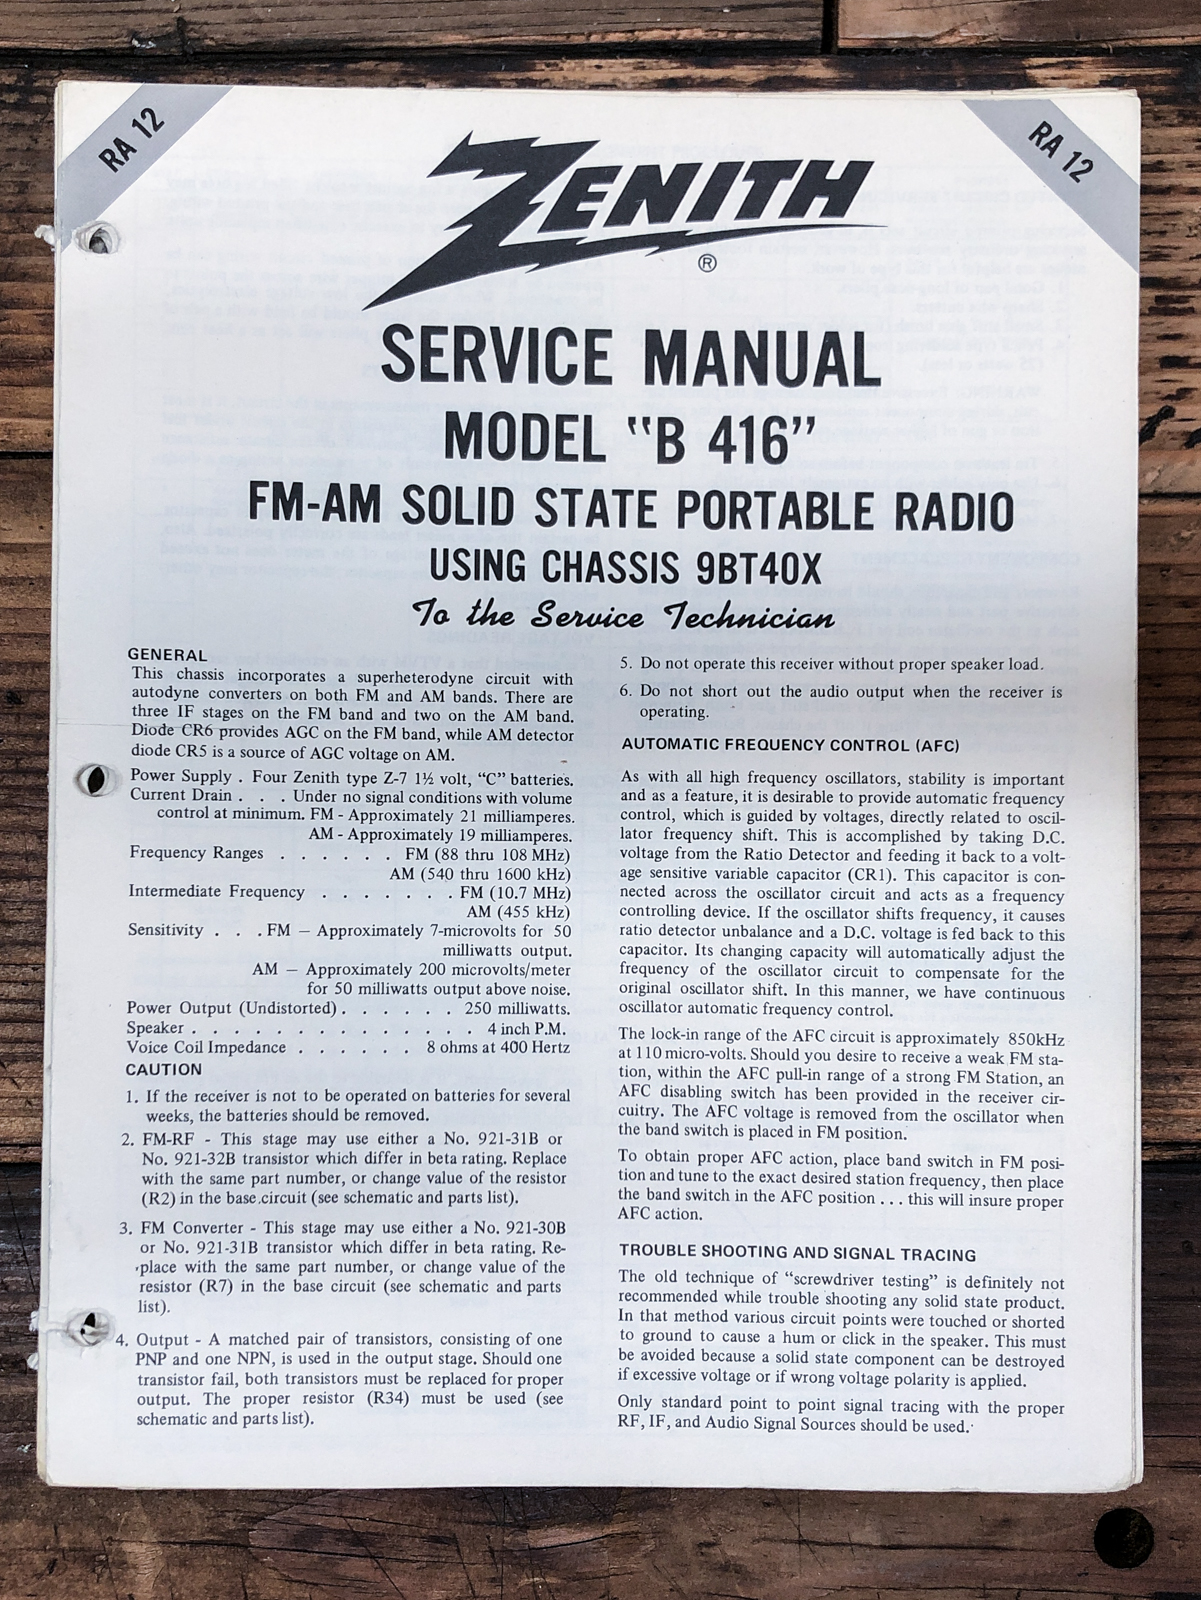 RA 12
RA 12
ZENITH
®
SERVICE MANUAL
MODEL "B 416"
FM-AM SOLID STATE PORTABLE RADIO
USING CHASSIS 9BT40X
To the Service Technician
GENERAL
This chassis incorporates a superheterodyne circuit with
autodyne converters on both FM and AM bands. There are
three IF stages on the FM band and two on the AM band.
Diode CR6 provides AGC on the FM band, while AM detector
diode CR5 is a source of AGC voltage on AM.
Power Supply . Four Zenith type Z-7 1½ volt, "C" batteries.
Current Drain . . . Under no signal conditions with volume
control at minimum. FM - Approximately 21 milliamperes.
AM - Approximately 19 milliamperes.
Frequency Ranges . . . . . . FM (88 thru 108 MHz)
AM (540 thru 1600 kHz)
Intermediate Frequency . . . . . . . FM (10.7 MHz)
AM (455 kHz)
Sensitivity . . . FM — Approximately 7-microvolts for 50
milliwatts output.
AM — Approximately 200 microvolts/meter
for 50 milliwatts output above noise.
Power Output (Undistorted) . . . . . . 250 milliwatts.
Speaker . . . . . . . . . . . . . . 4 inch P.M.
Voice Coil Impedance . . . . . . 8 ohms at 400 Hertz
CAUTION
1. If the receiver is not to be operated on batteries for several
weeks, the batteries should be removed.
2. FM-RF - This stage may use either a No. 921-31B or
No. 921-32B transistor which differ in beta rating. Replace
with the same part number, or change value of the resistor
(R2) in the base circuit (see schematic and parts list).
3. FM Converter - This stage may use either a No. 921-30B
or No. 921-31B transistor which differ in beta rating. Re-
place with the same part number, or change value of the
resistor (R7) in the base circuit (see schematic and parts
list).
4. Output - A matched pair of transistors, consisting of one
PNP and one NPN, is used in the output stage. Should one
transistor fail, both transistors must be replaced for proper
output. The proper resistor (R34) must be used (see
schematic and parts list).
5. Do not operate this receiver without proper speaker load.
6. Do not short out the audio output when the receiver is
operating.
AUTOMATIC FREQUENCY CONTROL (AFC)
As with all high frequency oscillators, stability is important
and as a feature, it is desirable to provide automatic frequency
control, which is guided by voltages, directly related to oscil-
lator frequency shift. This is accomplished by taking D.C.
voltage from the Ratio Detector and feeding it back to a volt-
age sensitive variable capacitor (CR1). This capacitor is con-
nected across the oscillator circuit and acts as a frequency
controlling device. If the oscillator shifts frequency, it causes
ratio detector unbalance and a D.C. voltage is fed back to this
capacitor. Its changing capacity will automatically adjust the
frequency of the oscillator circuit to compensate for the
original oscillator shift. In this manner, we have continuous
oscillator automatic frequency control.
The lock-in range of the AFC circuit is approximately 850kHz
at 110 micro-volts. Should you desire to receive a weak FM sta-
tion, within the AFC pull-in range of a strong FM Station, an
AFC disabling switch has been provided in the receiver cir-
cuitry. The AFC voltage is removed from the oscillator when
the band switch is placed in FM position.
To obtain proper AFC action, place band switch in FM posi-
tion and tune to the exact desired station frequency, then place
the band switch in the AFC position . . . this will insure proper
AFC action.
TROUBLE SHOOTING AND SIGNAL TRACING
The old technique of "screwdriver testing" is definitely not
recommended while trouble shooting any solid state product.
In that method various circuit points were touched or shorted
to ground to cause a hum or click in the speaker. This must
be avoided because a solid state component can be destroyed
if excessive voltage or if wrong voltage polarity is applied.
Only standard point to point signal tracing with the proper
RF, IF, and Audio Signal Sources should be used.